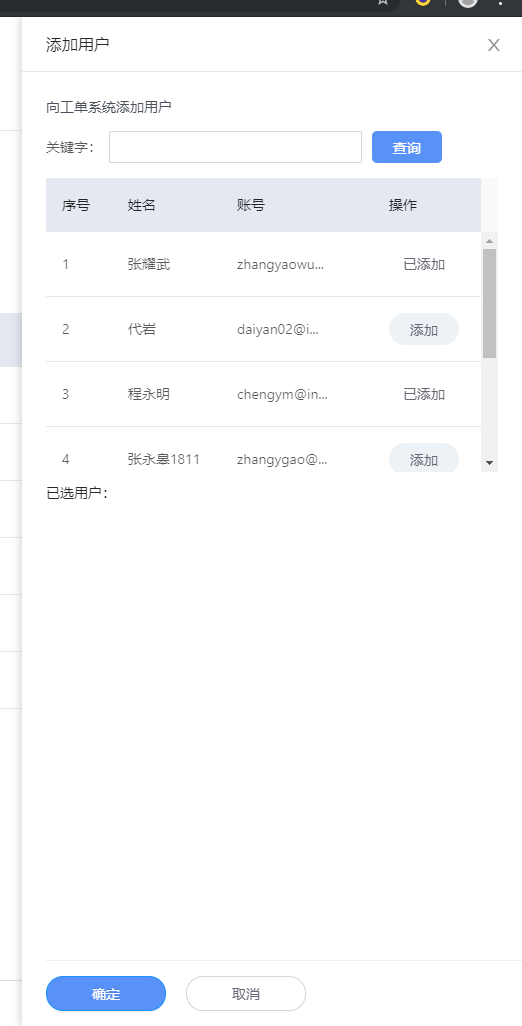 添加用户
向工单系统添加用户
关键字： 查询
序号 姓名 账号 操作
1 张耀武 zhangyaowu... 已添加
2 代岩 daiyan02@i... 添加
3 程永明 chengym@in... 已添加
4 张永皋1811 zhangygao@... 添加
已选用户：
确定 取消